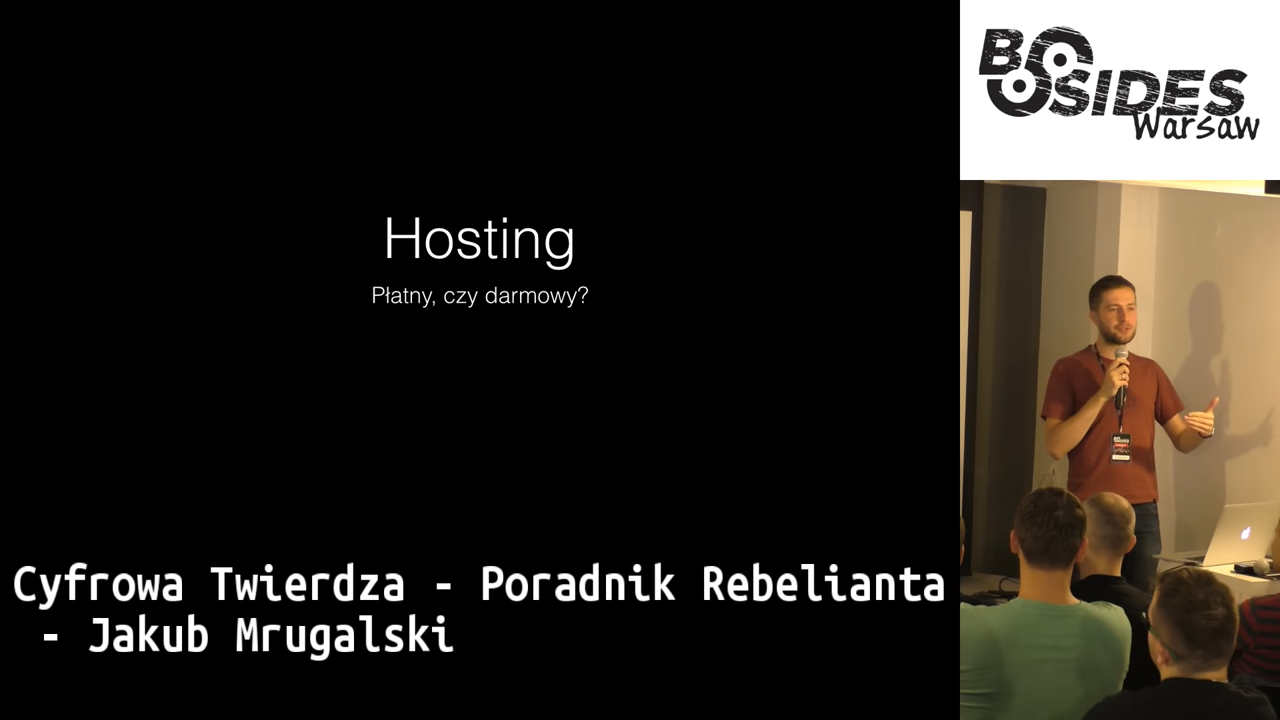 Hosting
Płatny, czy darmowy?
Cyfrowa Twierdza - Poradnik Rebelianta
- Jakub Mrugalski
BSIDES
Warsaw